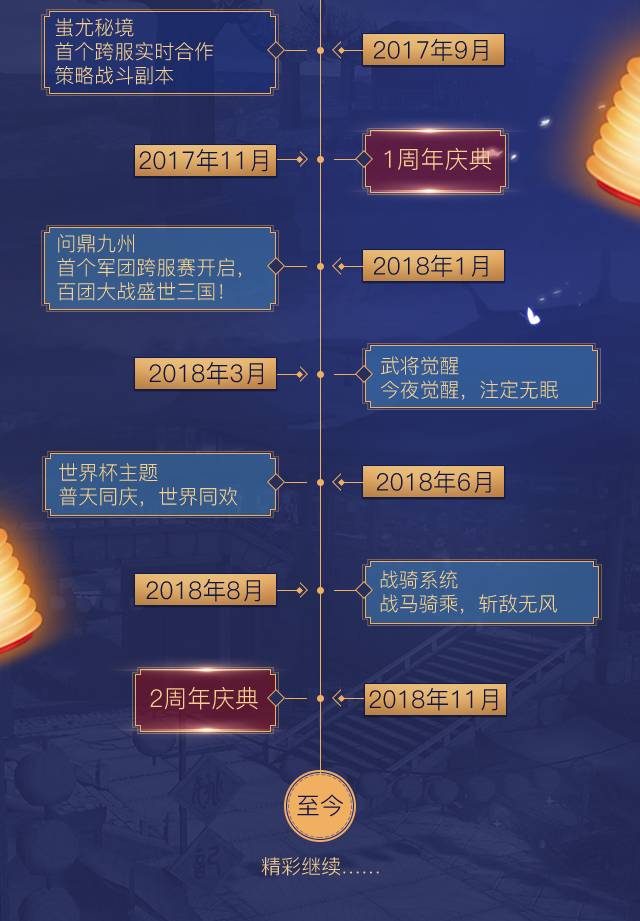 蚩尤秘境
首个跨服实时合作
策略战斗副本
2017年9月
2017年11月
1周年庆典
问鼎九州
首个军团跨服赛开启，
百团大战盛世三国！
2018年1月
2018年3月
武将觉醒
今夜觉醒，注定无眠
世界杯主题
普天同庆，世界同欢
2018年6月
2018年8月
战骑系统
战马骑乘，斩敌无风
2周年庆典
2018年11月
至今
精彩继续……